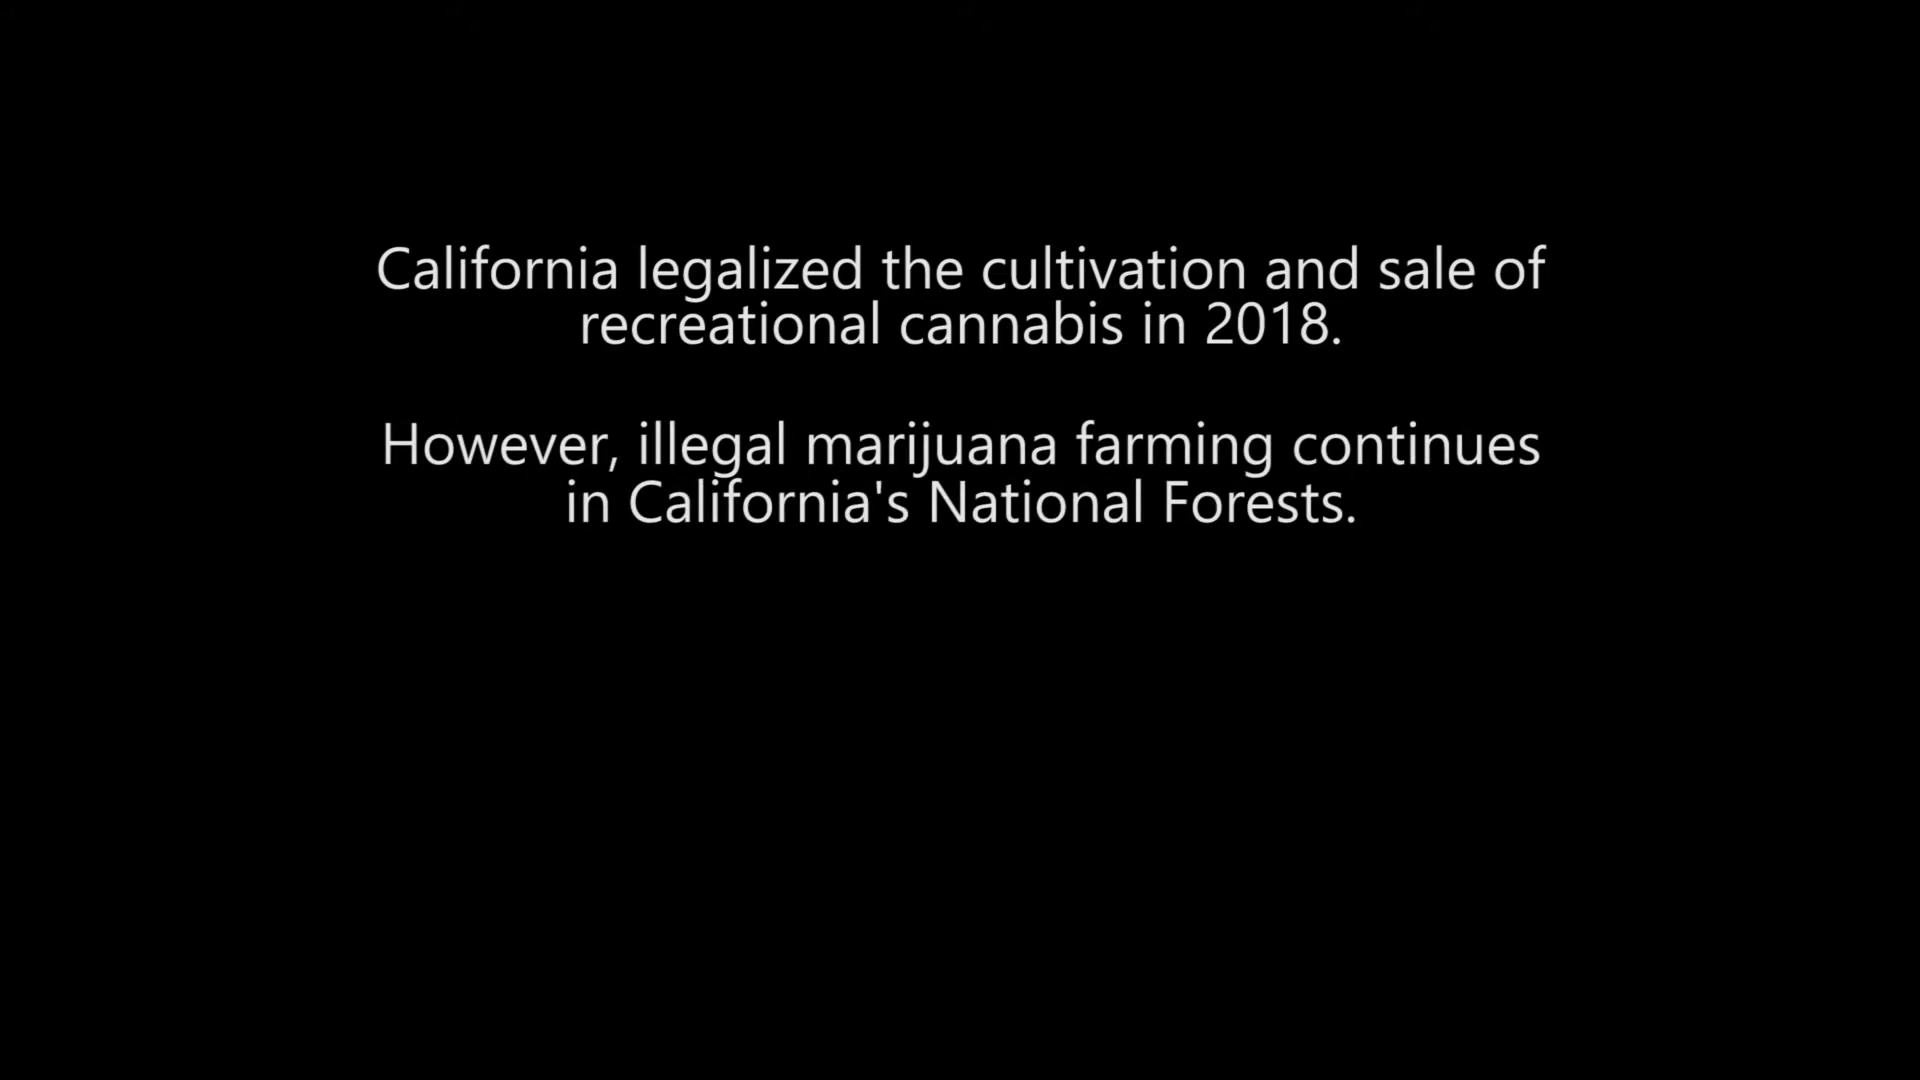 California legalized the cultivation and sale of
recreational cannabis in 2018.
However, illegal marijuana farming continues
in California's National Forests.